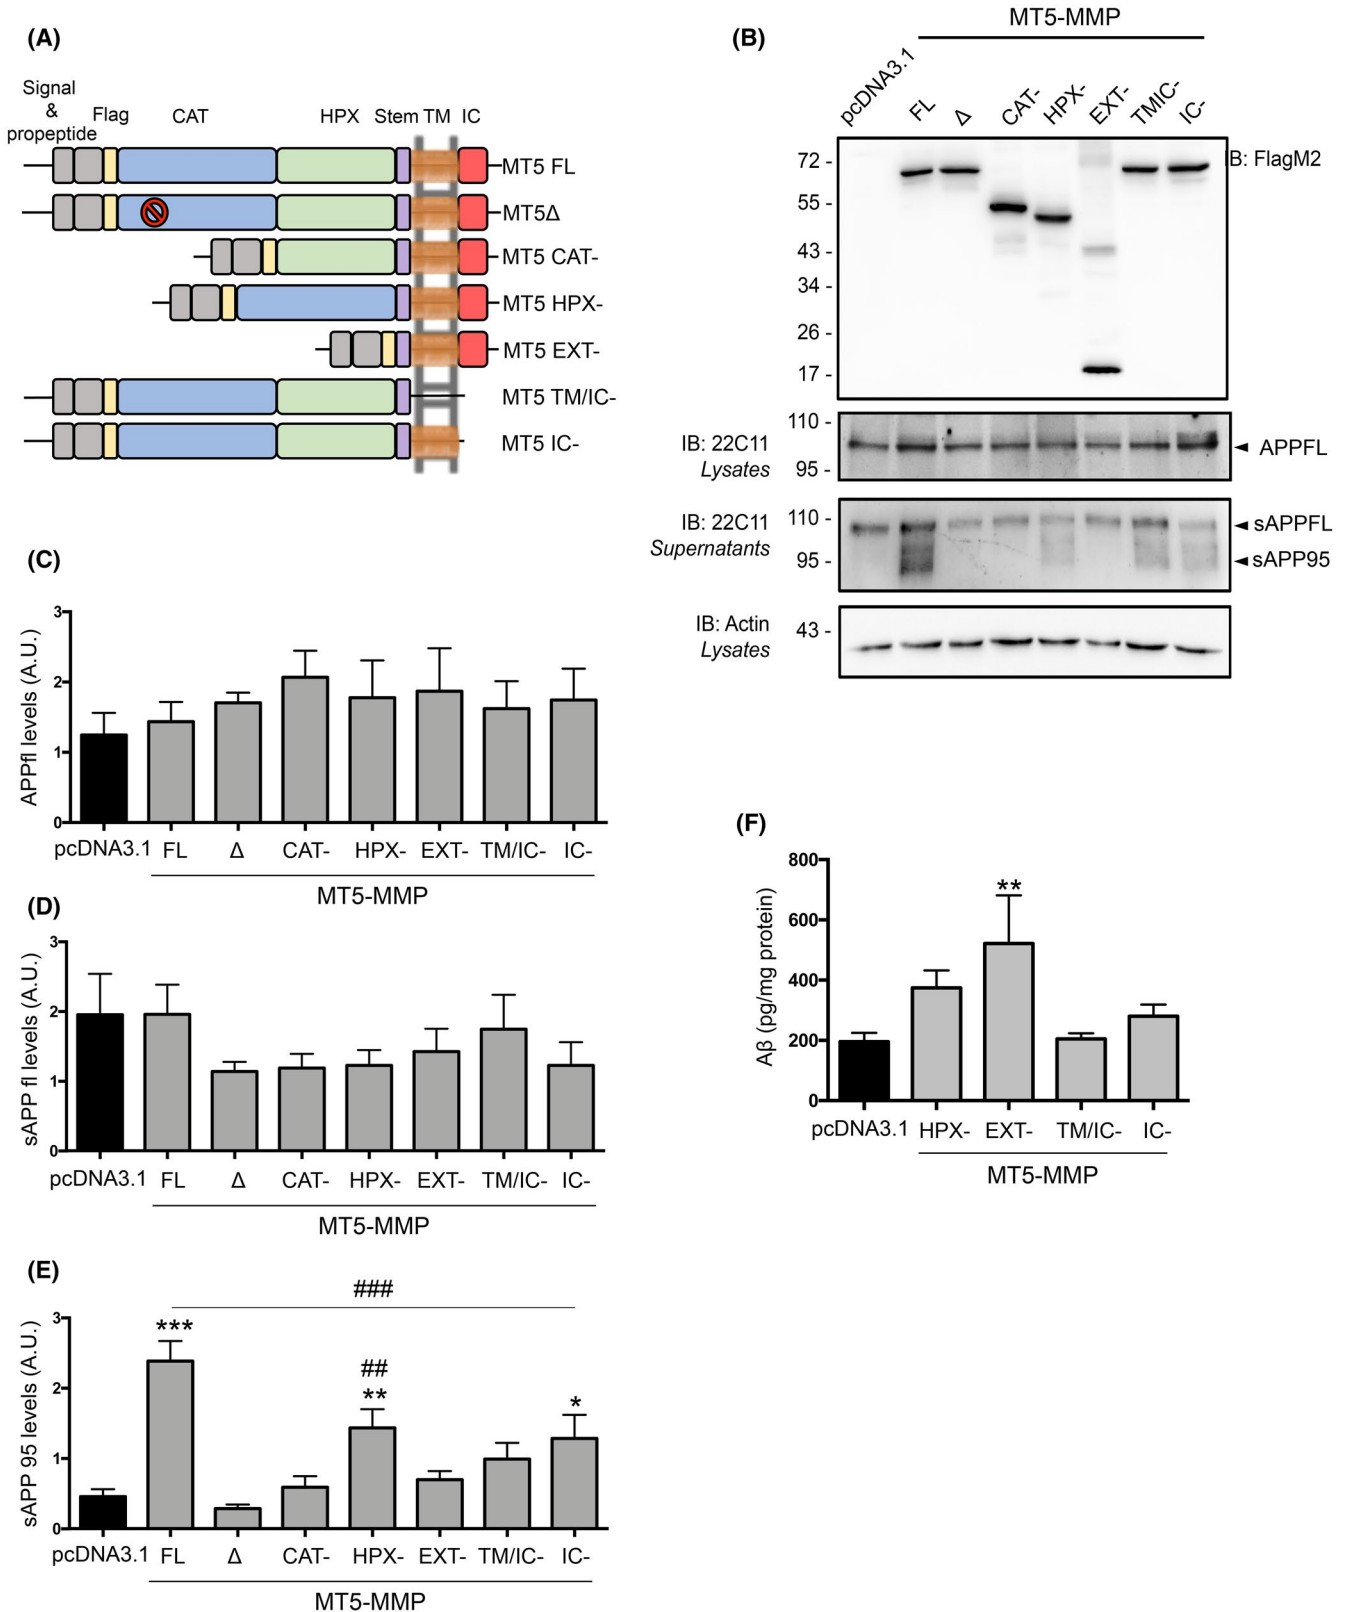 (A)
Signal
&
propeptide
Flag CAT HPX Stem TM IC
MT5 FL
MT5Δ
MT5 CAT-
MT5 HPX-
MT5 EXT-
MT5 TM/IC-
MT5 IC-
(B)
MT5-MMP
pcDNA3.1 FL Δ CAT- HPX- EXT- TMIC- IC-
72 -
55 -
43 -
34 -
26 -
17 -
IB: FlagM2
110 -
95 -
IB: 22C11
Lysates
◄ APPFL
110 -
95 -
IB: 22C11
Supernatants
◄ sAPPFL
◄ sAPP95
IB: Actin
Lysates
43 -
(C)
APPfl levels (A.U.)
3
2
1
0
pcDNA3.1 FL Δ CAT- HPX- EXT- TM/IC- IC-
MT5-MMP
(D)
sAPP fl levels (A.U.)
3
2
1
0
pcDNA3.1 FL Δ CAT- HPX- EXT- TM/IC- IC-
MT5-MMP
(E)
sAPP 95 levels (A.U.)
3
2
1
0
###
***
##
**
*
pcDNA3.1 FL Δ CAT- HPX- EXT- TM/IC- IC-
MT5-MMP
(F)
Aβ (pg/mg protein)
800
600
400
200
0
**
pcDNA3.1 HPX- EXT- TM/IC- IC-
MT5-MMP